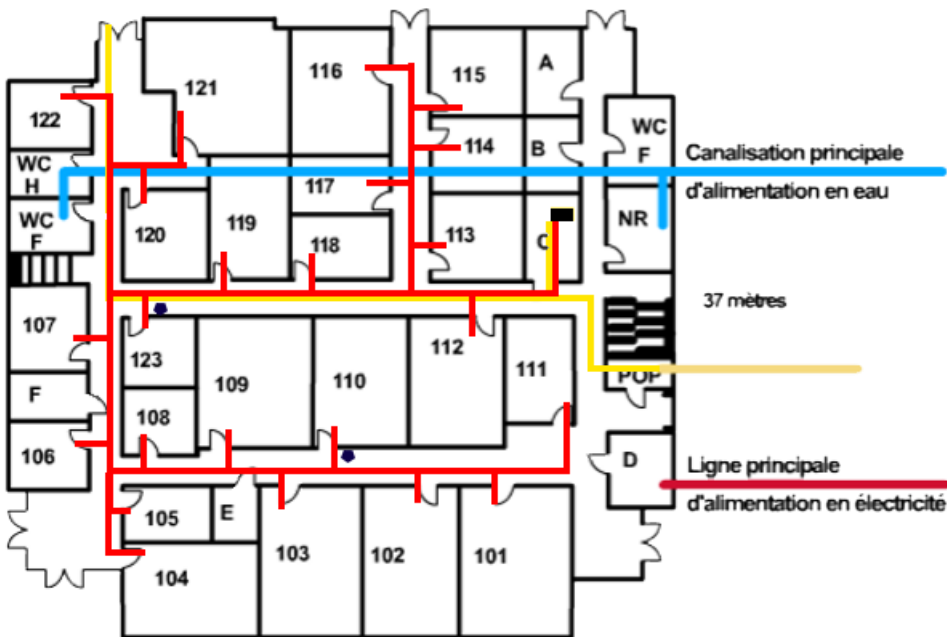 116
115
A
121
122
WC
F
WC
H
114
B
Canalisation principale
117
d'alimentation en eau
WC
F
120
119
118
113
C
NR
107
37 mètres
123
112
109
110
111
POP
F
108
106
D
Ligne principale
d'alimentation en électricité
105
E
103
102
101
104